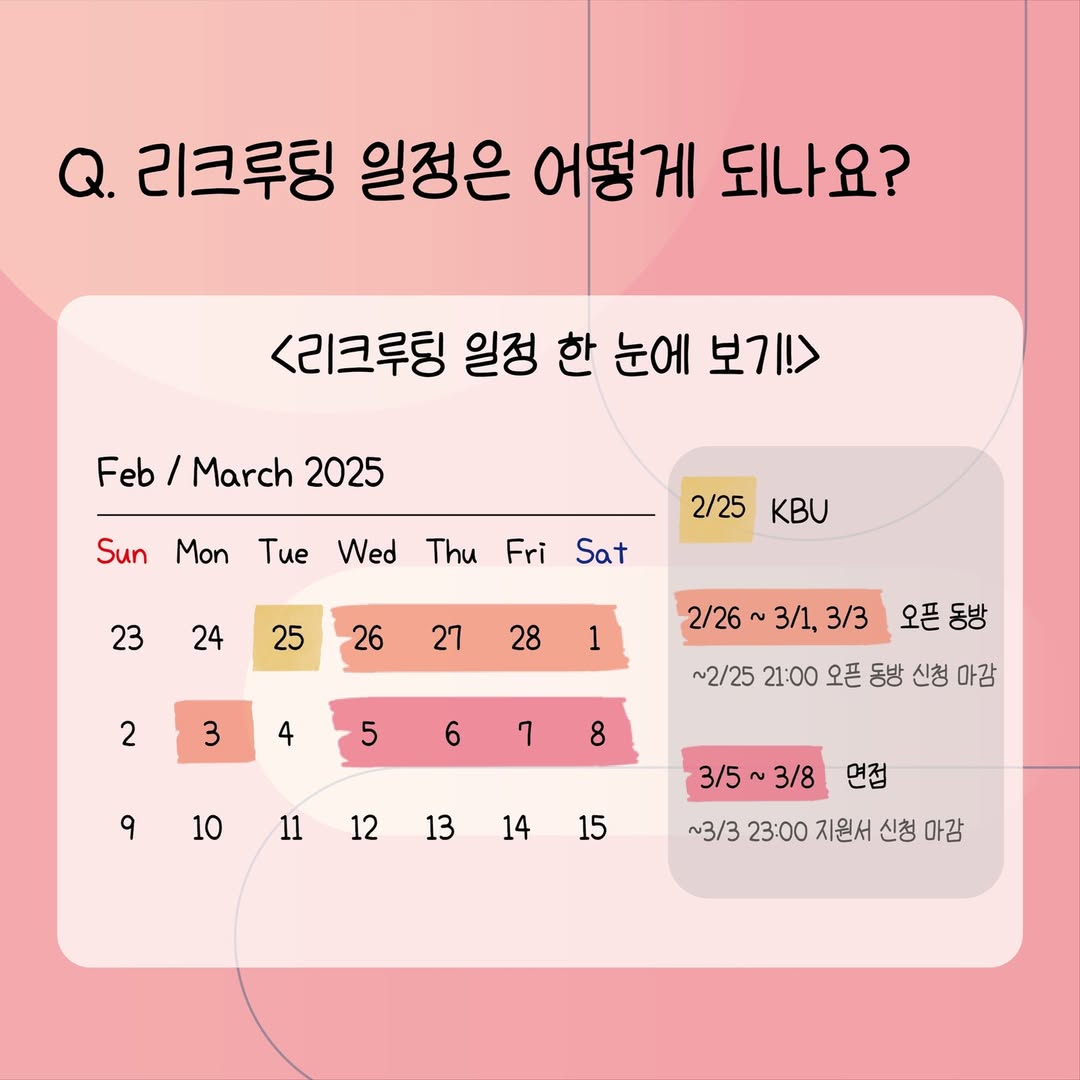 Q. 리크루팅 일정은 어떻게 되나요?
<리크루팅 일정 한 눈에 보기!>
Feb / March 2025
Sun Mon Tue Wed Thu Fri Sat
23 24 25 26 27 28 1
2 3 4 5 6 7 8
9 10 11 12 13 14 15
2/25 KBU
2/26 ~ 3/1, 3/3 오픈 동방
~2/25 21:00 오픈 동방 신청 마감
3/5 ~ 3/8 면접
~3/3 23:00 지원서 신청 마감